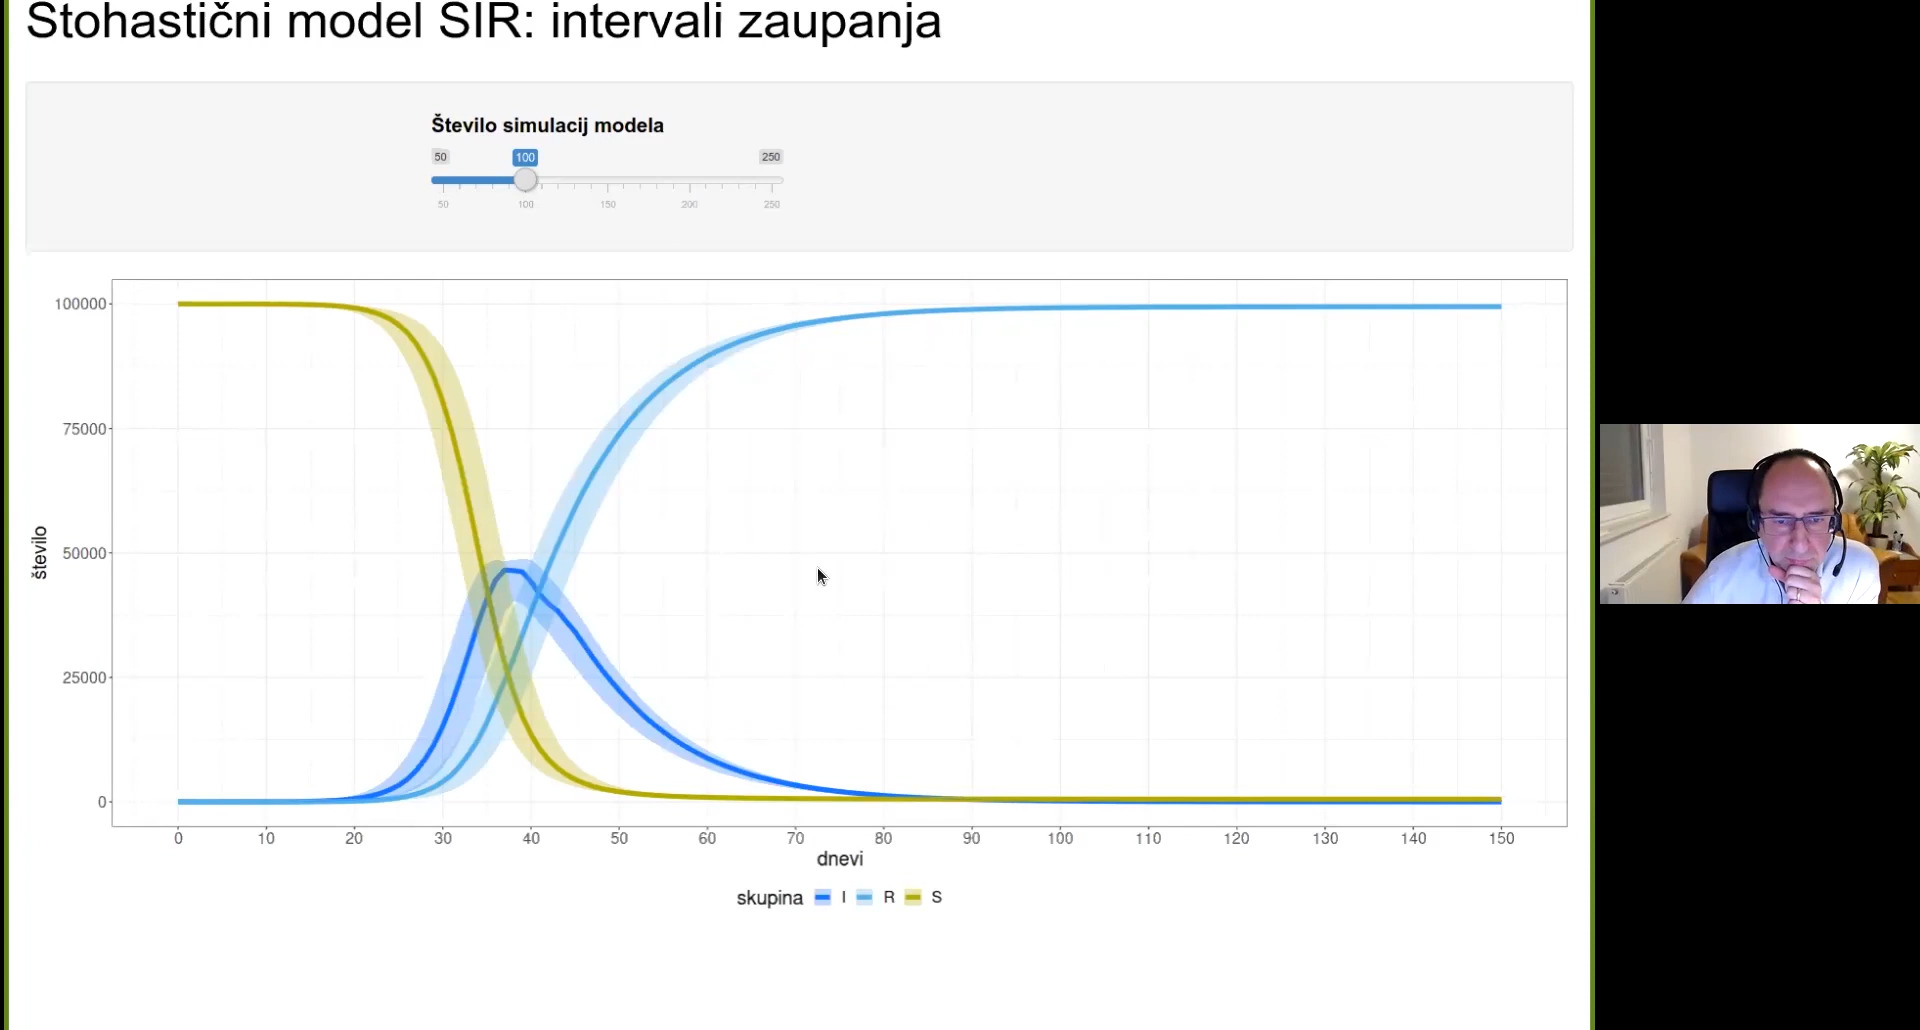 Stohastični model SIR: intervali zaupanja
Število simulacij modela
50 100 250
50 100 150 200 250
100000
75000
50000
25000
0
število
0 10 20 30 40 50 60 70 80 90 100 110 120 130 140 150
dnevi
skupina I R S